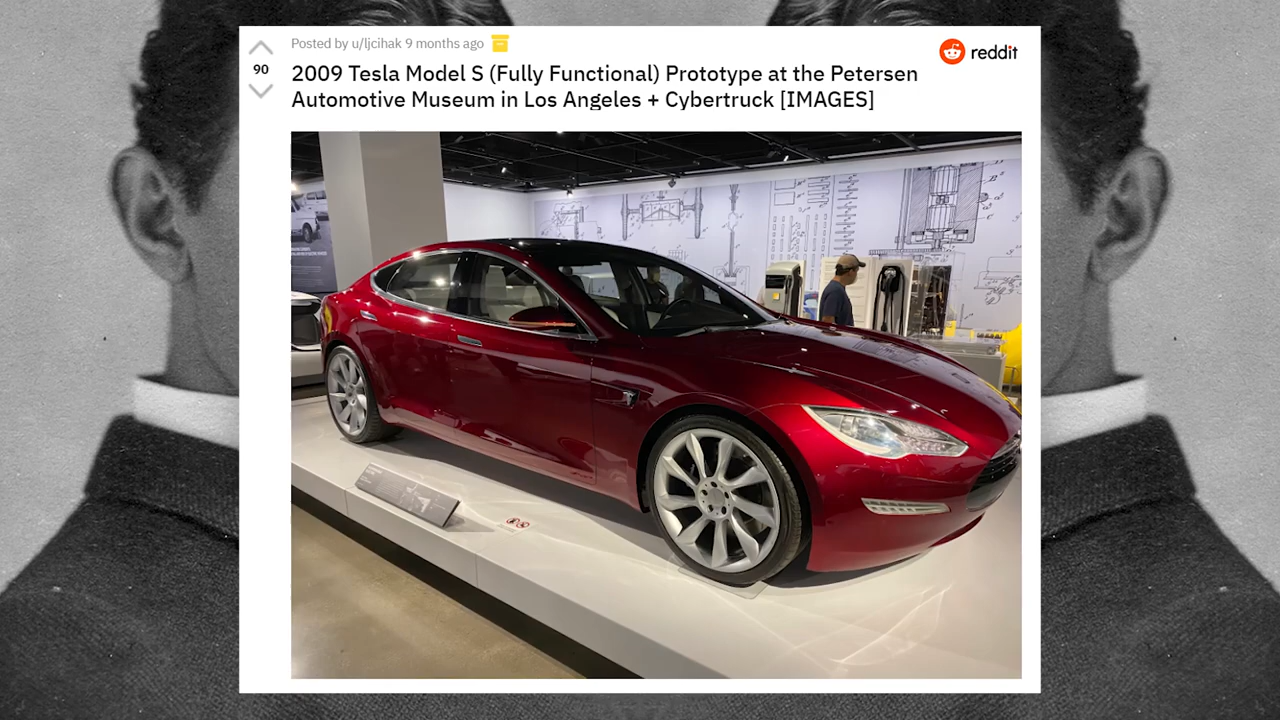 Posted by u/ljcihak 9 months ago
reddit
90
2009 Tesla Model S (Fully Functional) Prototype at the Petersen
Automotive Museum in Los Angeles + Cybertruck [IMAGES]